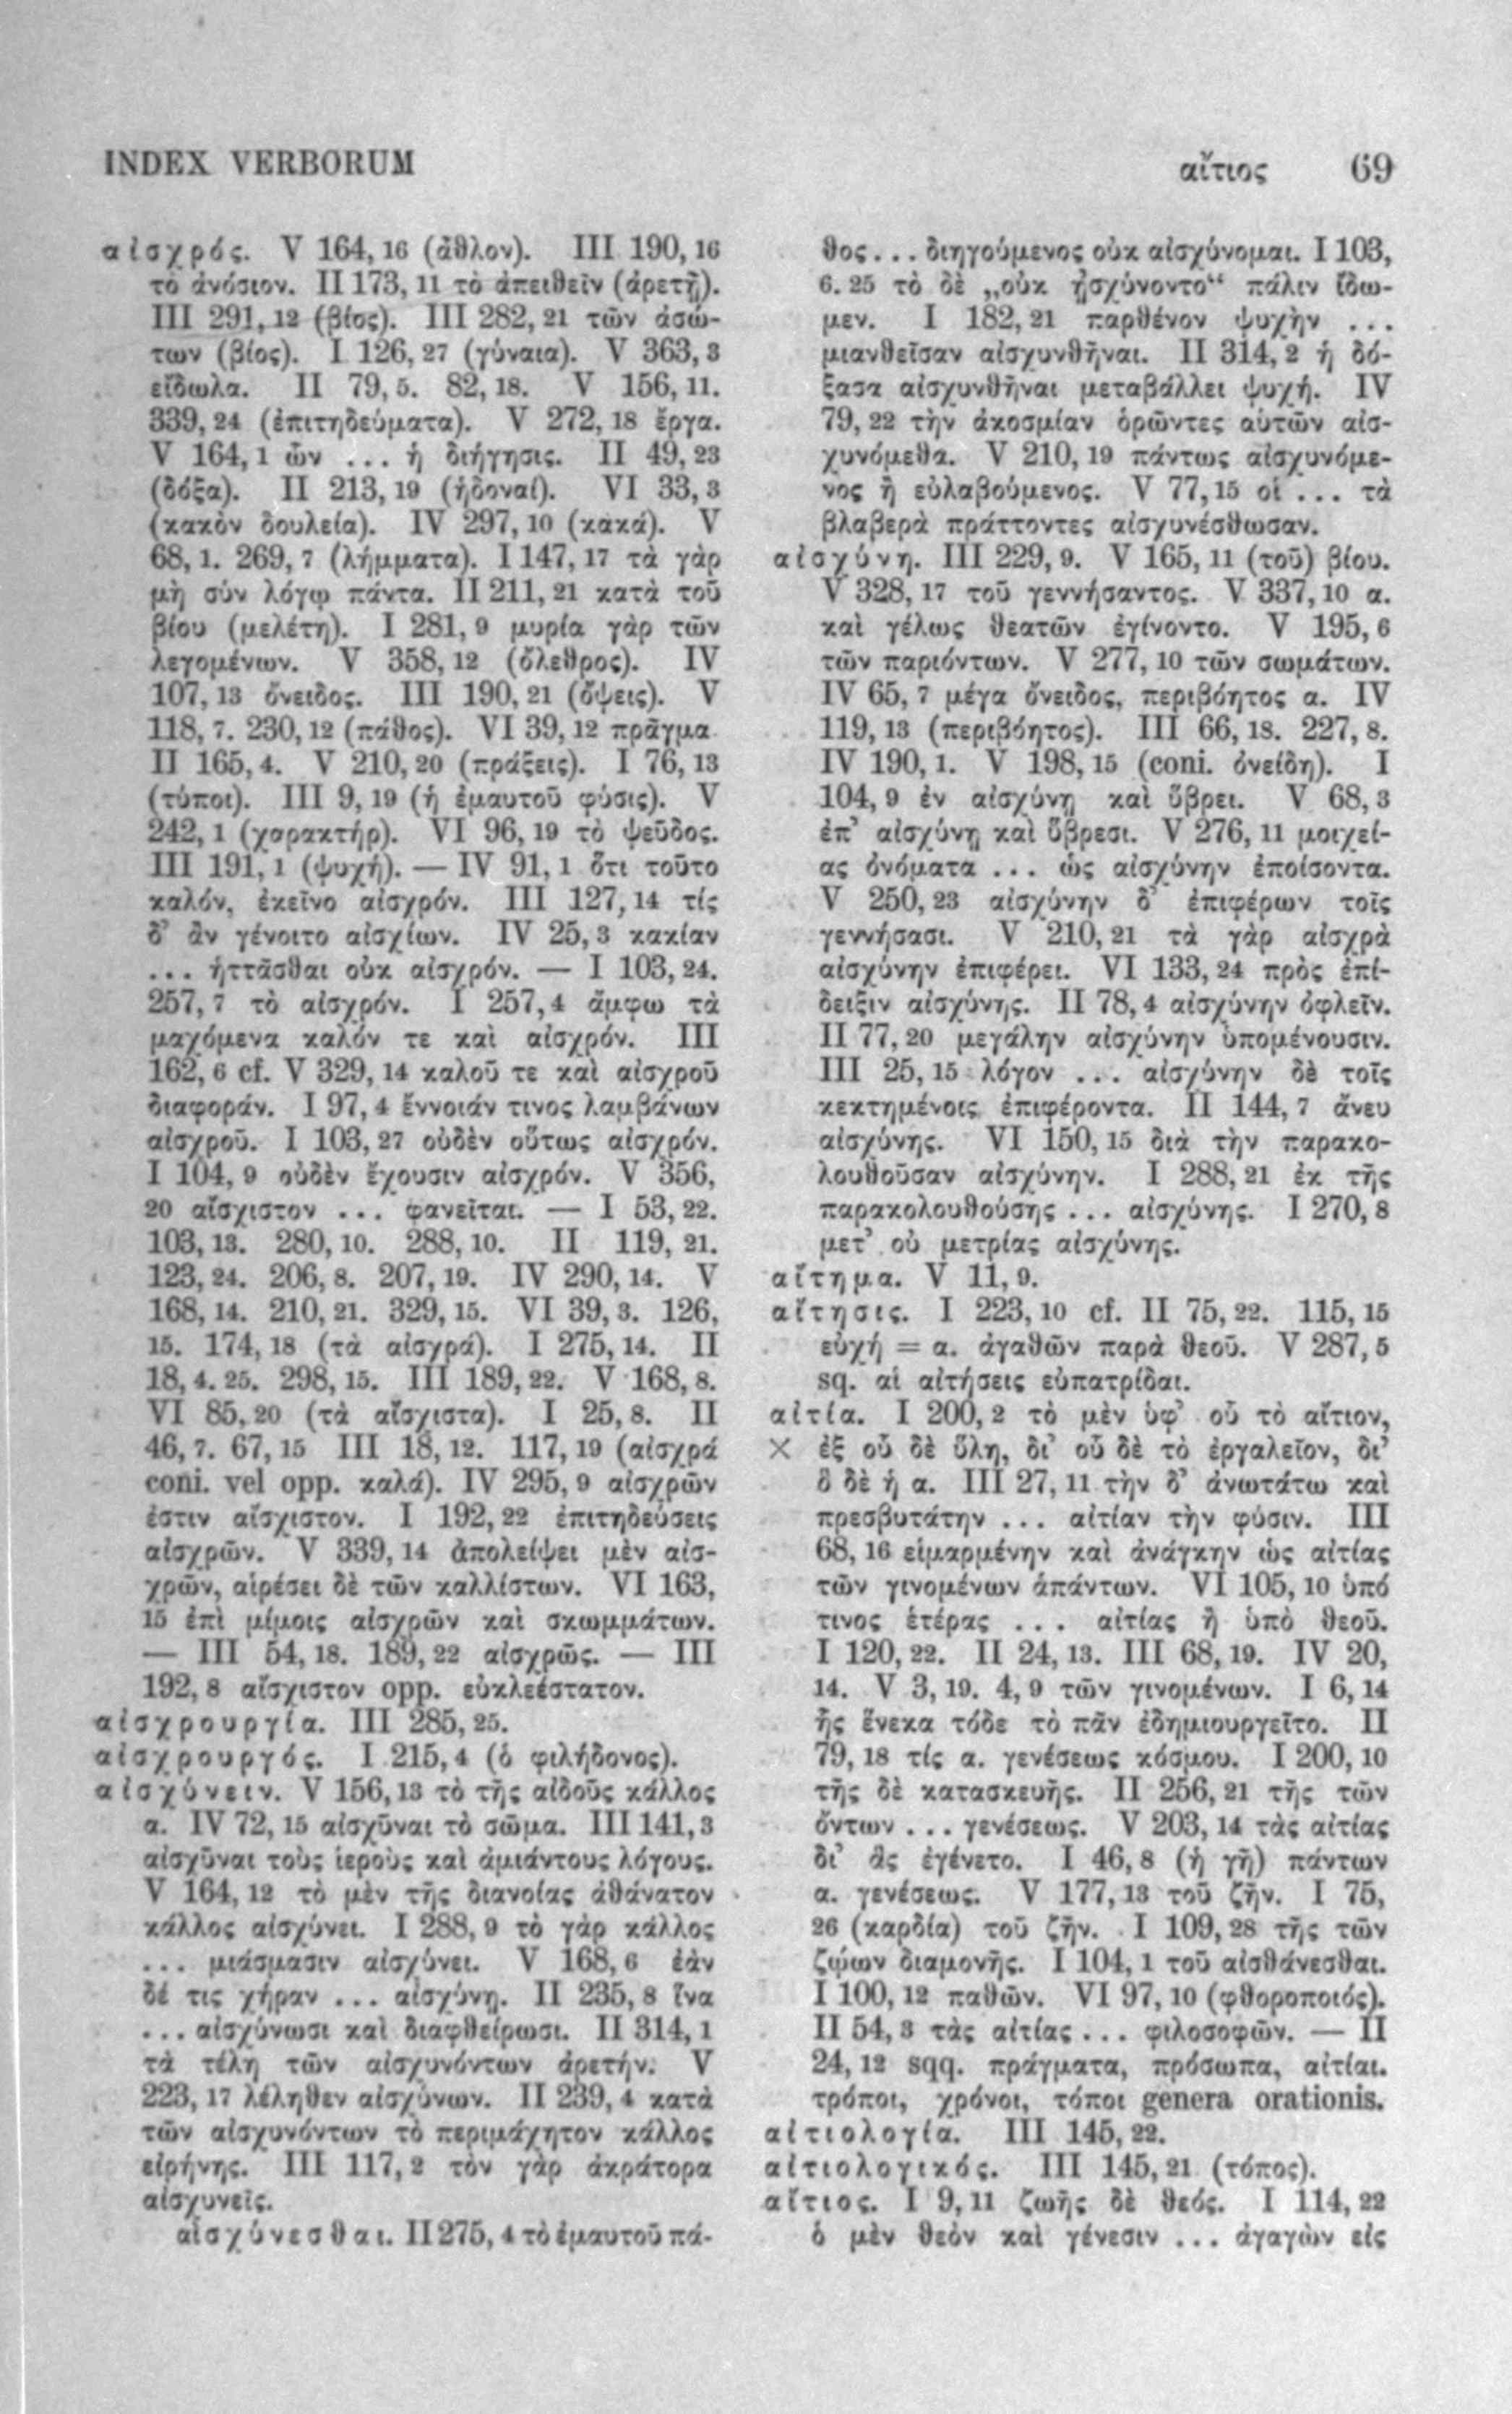 INDEX VERBORUM
αἴτιος 69
αἰσχρός. V 164, 16 (ἆθλον). III 190, 16
τὸ ἀνόσιον. II 173, 11 τὸ ἀπειθεῖν (ἀρετῇ).
III 291, 12 (βίος). III 282, 21 τῶν ἀσώ-
των (βίος). I 126, 27 (γύναια). V 363, 3
εἴδωλα. II 79, 5. 82, 18. V 156, 11.
339, 24 (ἐπιτηδεύματα). V 272, 18 ἔργα.
V 164, 1 ὧν ... ἡ διήγησις. II 49, 23
(δόξα). II 213, 19 (ἡδοναί). VI 33, 3
(κακὸν δουλεία). IV 297, 10 (κακά). V
68, 1. 269, 7 (λήμματα). I 147, 17 τὰ γὰρ
μὴ σὺν λόγῳ πάντα. II 211, 21 κατὰ τοῦ
βίου (μελέτη). I 281, 9 μυρία γὰρ τῶν
λεγομένων. V 358, 12 (ὄλεθρος). IV
107, 13 ὄνειδος. III 190, 21 (ὄψεις). V
118, 7. 230, 12 (πάθος). VI 39, 12 πρᾶγμα
II 165, 4. V 210, 20 (πράξεις). I 76, 13
(τύποι). III 9, 19 (ἡ ἐμαυτοῦ φύσις). V
242, 1 (χαρακτήρ). VI 96, 19 τὸ ψεῦδος.
III 191, 1 (ψυχή). — IV 91, 1 ὅτι τοῦτο
καλόν, ἐκεῖνο αἰσχρόν. III 127, 14 τίς
δ’ ἂν γένοιτο αἰσχίων. IV 25, 3 κακίαν
... ἡττᾶσθαι οὐκ αἰσχρόν. — I 103, 24.
257, 7 τὸ αἰσχρόν. I 257, 4 ἄμφω τὰ
μαχόμενα καλόν τε καὶ αἰσχρόν. III
162, 6 cf. V 329, 14 καλοῦ τε καὶ αἰσχροῦ
διαφοράν. I 97, 4 ἔννοιάν τινος λαμβάνων
αἰσχροῦ. I 103, 27 οὐδὲν οὕτως αἰσχρόν.
I 104, 9 οὐδὲν ἔχουσιν αἰσχρόν. V 356,
20 αἴσχιστον ... φανεῖται. — I 53, 22.
103, 13. 280, 10. 288, 10. II 119, 21.
123, 24. 206, 8. 207, 19. IV 290, 14. V
168, 14. 210, 21. 329, 15. VI 39, 3. 126,
15. 174, 18 (τὰ αἰσχρά). I 275, 14. II
18, 4. 25. 298, 15. III 189, 22. V 168, 8.
VI 85, 20 (τὰ αἴσχιστα). I 25, 8. II
46, 7. 67, 15 III 18, 12. 117, 19 (αἰσχρά
coni. vel opp. καλά). IV 295, 9 αἰσχρῶν
ἐστιν αἴσχιστον. I 192, 22 ἐπιτηδεύσεις
αἰσχρῶν. V 339, 14 ἀπολείψει μὲν αἰσ-
χρῶν, αἱρέσει δὲ τῶν καλλίστων. VI 163,
15 ἐπὶ μίμοις αἰσχρῶν καὶ σκωμμάτων.
— III 54, 18. 189, 22 αἰσχρῶς. — III
192, 8 αἴσχιστον opp. εὐκλεέστατον.
αἰσχρουργία. III 285, 25.
αἰσχρουργός. I 215, 4 (ὁ φιλήδονος).
αἰσχύνειν. V 156, 13 τὸ τῆς αἰδοῦς κάλλος
α. IV 72, 15 αἰσχῦναι τὸ σῶμα. III 141, 3
αἰσχῦναι τοὺς ἱεροὺς καὶ ἀμιάντους λόγους.
V 164, 12 τὸ μὲν τῆς διανοίας ἀθάνατον
κάλλος αἰσχύνει. I 288, 9 τὸ γὰρ κάλλος
... μιάσμασιν αἰσχύνει. V 168, 6 ἐὰν
δέ τις χήραν ... αἰσχύνῃ. II 235, 8 ἵνα
... αἰσχύνωσι καὶ διαφθείρωσι. II 314, 1
τὰ τέλη τῶν αἰσχυνόντων ἀρετήν. V
223, 17 λέληθεν αἰσχύνων. II 239, 4 κατὰ
τῶν αἰσχυνόντων τὸ περιμάχητον κάλλος
εἰρήνης. III 117, 2 τὸν γὰρ ἀκράτορα
αἰσχυνεῖς.
αἰσχύνεσθαι. II 275, 4 τὸ ἐμαυτοῦ πά-
θος... διηγούμενος οὐκ αἰσχύνομαι. I 103,
6. 25 τὸ δὲ „οὐκ ᾐσχύνοντο“ πάλιν ἴδω-
μεν. I 182, 21 παρθένον ψυχὴν ...
μιανθεῖσαν αἰσχυνθῆναι. II 314, 2 ἡ δό-
ξασα αἰσχυνθῆναι μεταβάλλει ψυχή. IV
79, 22 τὴν ἀκοσμίαν ὁρῶντες αὑτῶν αἰσ-
χυνόμεθα. V 210, 19 πάντως αἰσχυνόμε-
νος ἢ εὐλαβούμενος. V 77, 15 οἱ ... τὰ
βλαβερὰ πράττοντες αἰσχυνέσθωσαν.
αἰσχύνη. III 229, 9. V 165, 11 (τοῦ) βίου.
V 328, 17 τοῦ γεννήσαντος. V 337, 10 α.
καὶ γέλως θεατῶν ἐγίνοντο. V 195, 6
τῶν παριόντων. V 277, 10 τῶν σωμάτων.
IV 65, 7 μέγα ὄνειδος, περιβόητος α. IV
119, 13 (περιβόητος). III 66, 18. 227, 8.
IV 190, 1. V 198, 15 (coni. ὀνείδη). I
104, 9 ἐν αἰσχύνῃ καὶ ὕβρει. V 68, 3
ἐπ’ αἰσχύνῃ καὶ ὕβρεσι. V 276, 11 μοιχεί-
ας ὀνόματα ... ὡς αἰσχύνην ἐποίσοντα.
V 250, 23 αἰσχύνην δ’ ἐπιφέρων τοῖς
γεννήσασι. V 210, 21 τὰ γὰρ αἰσχρὰ
αἰσχύνην ἐπιφέρει. VI 133, 24 πρὸς ἐπί-
δειξιν αἰσχύνης. II 78, 4 αἰσχύνην ὀφλεῖν.
II 77, 20 μεγάλην αἰσχύνην ὑπομένουσιν.
III 25, 15 λόγον ... αἰσχύνην δὲ τοῖς
κεκτημένοις ἐπιφέροντα. II 144, 7 ἄνευ
αἰσχύνης. VI 150, 15 διὰ τὴν παρακο-
λουθοῦσαν αἰσχύνην. I 288, 21 ἐκ τῆς
παρακολουθούσης ... αἰσχύνης. I 270, 8
μετ’ οὐ μετρίας αἰσχύνης.
αἴτημα. V 11, 9.
αἴτησις. I 223, 10 cf. II 75, 22. 115, 15
εὐχή = α. ἀγαθῶν παρὰ θεοῦ. V 287, 5
sq. αἱ αἰτήσεις εὐπατρίδαι.
αἰτία. I 200, 2 τὸ μὲν ὑφ’ οὗ τὸ αἴτιον,
× ἐξ οὗ δὲ ὕλη, δι’ οὗ δὲ τὸ ἐργαλεῖον, δι’
ὃ δὲ ἡ α. III 27, 11 τὴν δ’ ἀνωτάτω καὶ
πρεσβυτάτην ... αἰτίαν τὴν φύσιν. III
68, 16 εἱμαρμένην καὶ ἀνάγκην ὡς αἰτίας
τῶν γινομένων ἁπάντων. VI 105, 10 ὑπό
τινος ἑτέρας ... αἰτίας ἢ ὑπὸ θεοῦ.
I 120, 22. II 24, 13. III 68, 19. IV 20,
14. V 3, 19. 4, 9 τῶν γινομένων. I 6, 14
ἧς ἕνεκα τόδε τὸ πᾶν ἐδημιουργεῖτο. II
79, 18 τίς α. γενέσεως κόσμου. I 200, 10
τῆς δὲ κατασκευῆς. II 256, 21 τῆς τῶν
ὄντων ... γενέσεως. V 203, 14 τὰς αἰτίας
δι’ ἃς ἐγένετο. I 46, 8 (ἡ γῆ) πάντων
α. γενέσεως. V 177, 13 τοῦ ζῆν. I 75,
26 (καρδία) τοῦ ζῆν. I 109, 28 τῆς τῶν
ζῴων διαμονῆς. I 104, 1 τοῦ αἰσθάνεσθαι.
I 100, 12 παθῶν. VI 97, 10 (φθοροποιός).
II 54, 3 τὰς αἰτίας ... φιλοσοφῶν. — II
24, 12 sqq. πράγματα, πρόσωπα, αἰτίαι.
τρόποι, χρόνοι, τόποι genera orationis.
αἰτιολογία. III 145, 22.
αἰτιολογικός. III 145, 21 (τόπος).
αἴτιος. I 9, 11 ζωῆς δὲ θεός. I 114, 22
ὁ μὲν θεὸν καὶ γένεσιν ... ἀγαγὼν εἰς